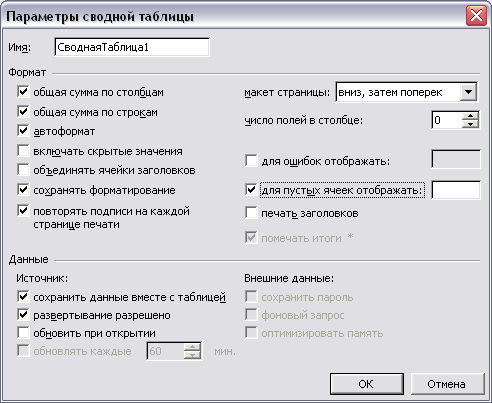 Параметры сводной таблицы
Имя: СводнаяТаблица1
Формат
общая сумма по столбцам
макет страницы: вниз, затем поперек
общая сумма по строкам
число полей в столбце: 0
автоформат
включать скрытые значения
для ошибок отображать:
объединять ячейки заголовков
сохранять форматирование
для пустых ячеек отображать:
повторять подписи на каждой
странице печати
печать заголовков
помечать итоги *
Данные
Источник:
Внешние данные:
сохранить данные вместе с таблицей
сохранить пароль
развертывание разрешено
фоновый запрос
обновить при открытии
оптимизировать память
обновлять каждые 60 мин.
ОК Отмена